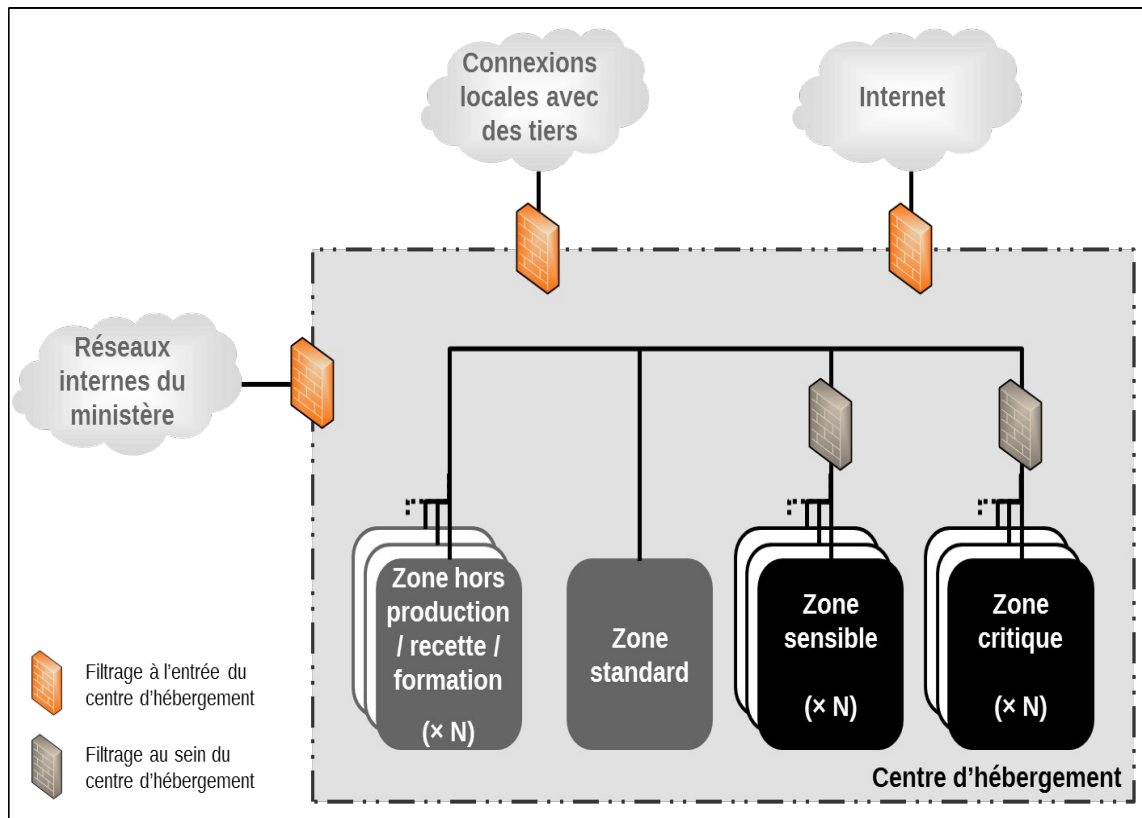 Connexions
locales avec
des tiers
Internet
Réseaux
internes du
ministère
Zone hors
production
/ recette /
formation
(× N)
Zone
standard
Zone
sensible
(× N)
Zone
critique
(× N)
Filtrage à l’entrée du
centre d’hébergement
Filtrage au sein du
centre d’hébergement
Centre d’hébergement